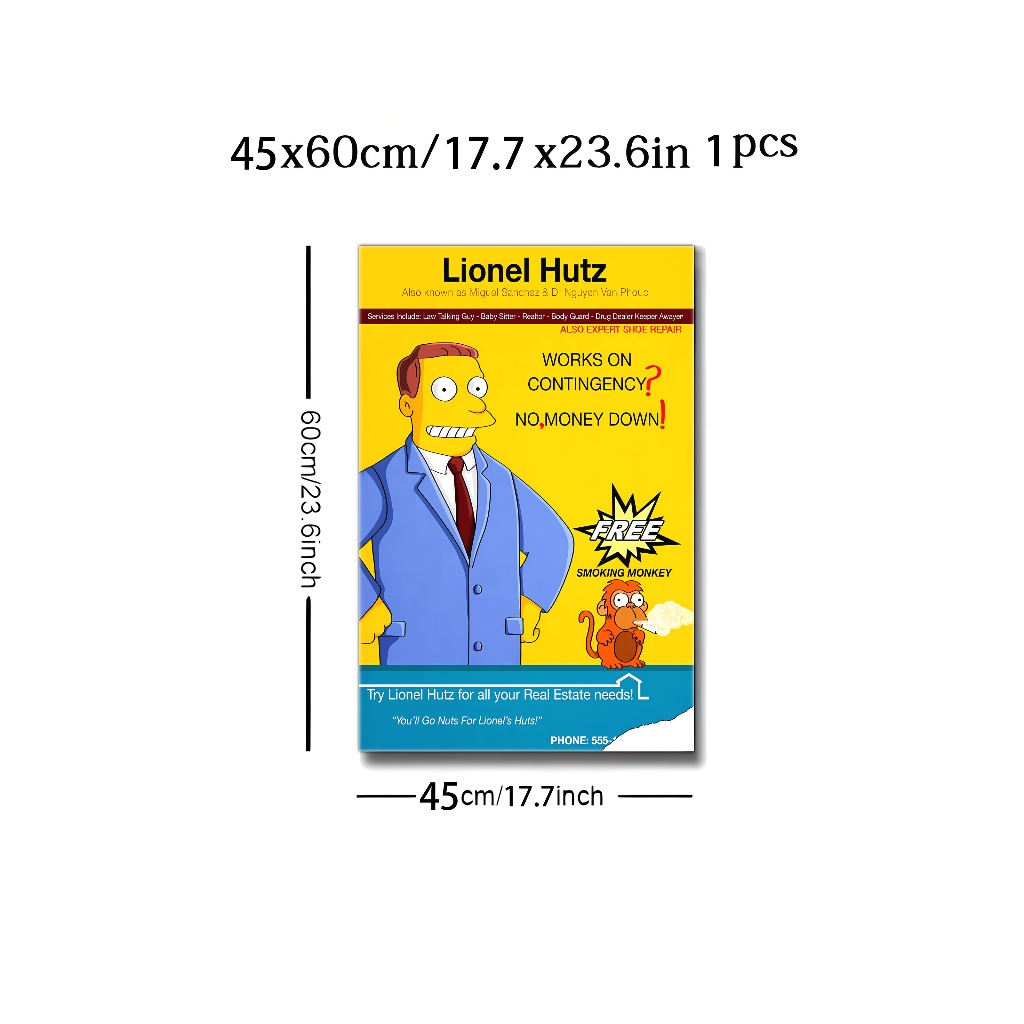 45x60cm/17.7 x23.6in 1pcs
Lionel Hutz
Also known as Miguel Sanchez & Dr Nguyen Van Phouc
Services Include: Law Talking Guy - Baby Sitter - Realtor - Body Guard - Drug Dealer Keeper Awayer
ALSO EXPERT SHOE REPAIR
WORKS ON
CONTINGENCY?
NO,MONEY DOWN!
FREE
SMOKING MONKEY
Try Lionel Hutz for all your Real Estate needs!
"You'll Go Nuts For Lionel's Huts!"
PHONE: 555-
60cm/23.6inch
45cm/17.7inch